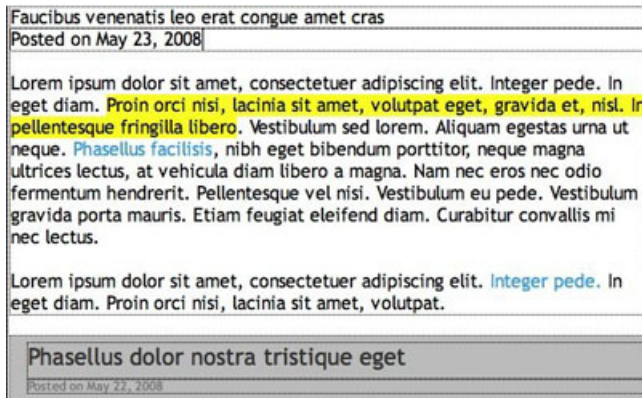 Faucibus venenatis leo erat congue amet cras
Posted on May 23, 2008
Lorem ipsum dolor sit amet, consectetuer adipiscing elit. Integer pede. In
eget diam. Proin orci nisi, lacinia sit amet, volutpat eget, gravida et, nisl. In
pellentesque fringilla libero. Vestibulum sed lorem. Aliquam egestas urna ut
neque. Phasellus facilisis, nibh eget bibendum porttitor, neque magna
ultrices lectus, at vehicula diam libero a magna. Nam nec eros nec odio
fermentum hendrerit. Pellentesque vel nisi. Vestibulum eu pede. Vestibulum
gravida porta mauris. Etiam feugiat eleifend diam. Curabitur convallis mi
nec lectus.
Lorem ipsum dolor sit amet, consectetuer adipiscing elit. Integer pede. In
eget diam. Proin orci nisi, lacinia sit amet, volutpat.
Phasellus dolor nostra tristique eget
Posted on May 22, 2008